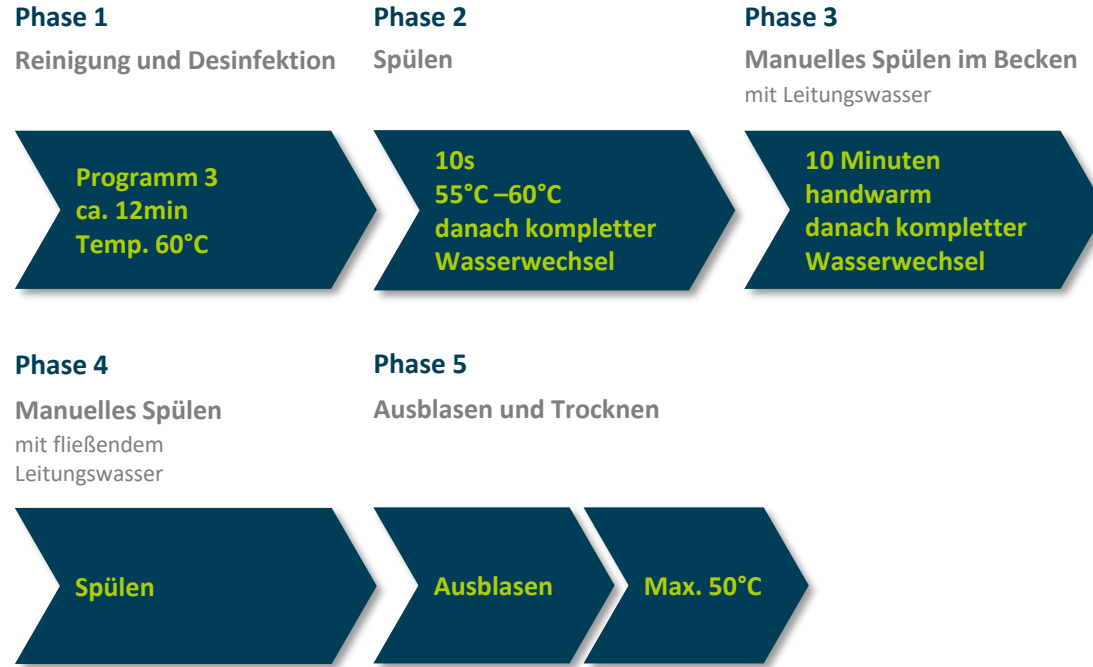 Phase 1
Reinigung und Desinfektion
Programm 3
ca. 12min
Temp. 60°C
Phase 2
Spülen
10s
55°C –60°C
danach kompletter
Wasserwechsel
Phase 3
Manuelles Spülen im Becken
mit Leitungswasser
10 Minuten
handwarm
danach kompletter
Wasserwechsel
Phase 4
Manuelles Spülen
mit fließendem
Leitungswasser
Spülen
Phase 5
Ausblasen und Trocknen
Ausblasen
Max. 50°C